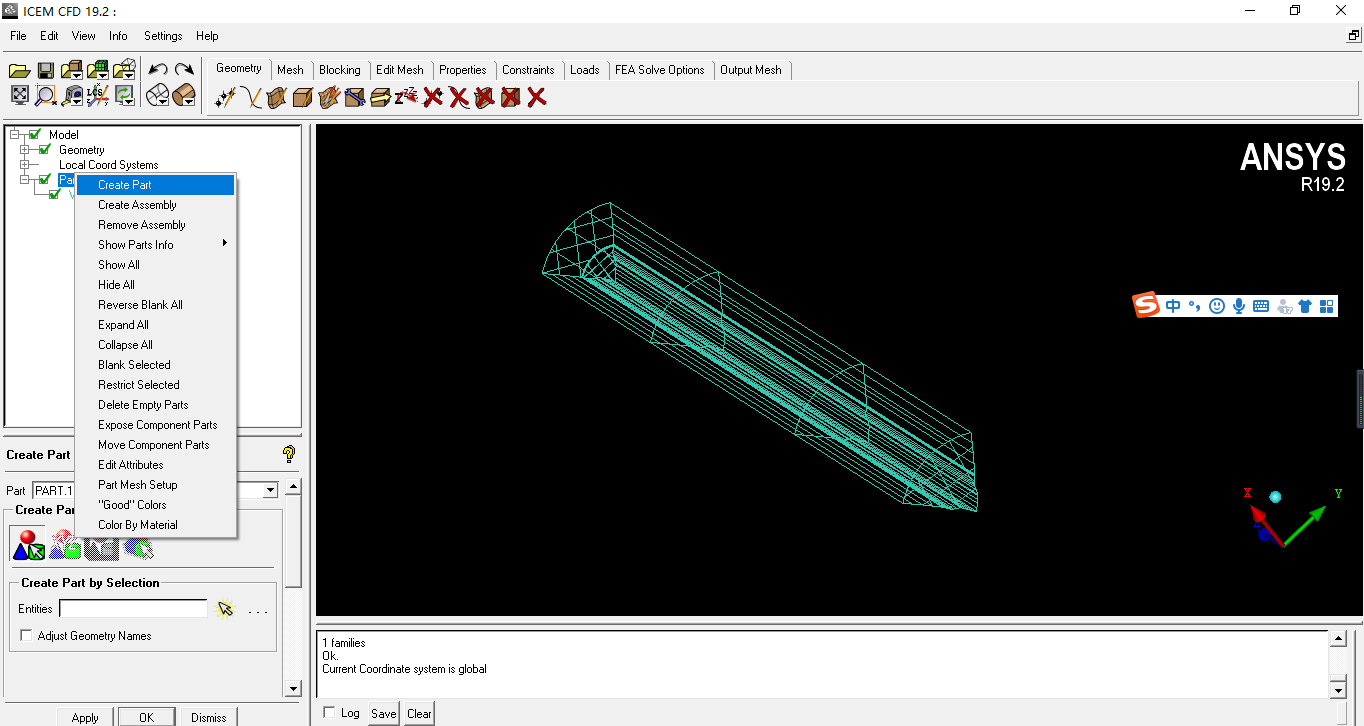 ICEM CFD 19.2 :
File Edit View Info Settings Help
Geometry Mesh Blocking Edit Mesh Properties Constraints Loads FEA Solve Options Output Mesh
LCS
Model
Geometry
Local Coord Systems
Create Part
Create Assembly
Remove Assembly
Show Parts Info
Show All
Hide All
Reverse Blank All
Expand All
Collapse All
Blank Selected
Restrict Selected
Delete Empty Parts
Expose Component Parts
Move Component Parts
Edit Attributes
Part Mesh Setup
"Good" Colors
Color By Material
Create Part
Part PART.1
Create Par
Create Part by Selection
Entities ...
Adjust Geometry Names
Apply OK Dismiss
ANSYS
R19.2
S 中
X Y
1 families
Ok.
Current Coordinate system is global
Log Save Clear